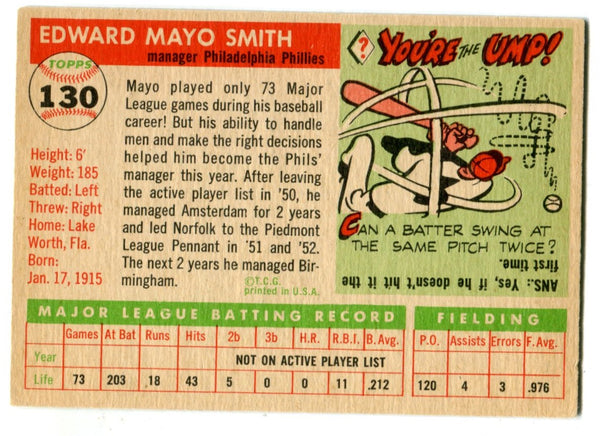 EDWARD MAYO SMITH
manager Philadelphia Phillies
TOPPS
130
Height: 6'
Weight: 185
Batted: Left
Threw: Right
Home: Lake
Worth, Fla.
Born:
Jan. 17, 1915
Mayo played only 73 Major
League games during his baseball
career! But his ability to handle
men and make the right decisions
helped him become the Phils'
manager this year. After leaving
the active player list in '50, he
managed Amsterdam for 2 years
and led Norfolk to the Piedmont
League Pennant in '51 and '52.
The next 2 years he managed Bir-
mingham.
©T.C.G.
printed in U.S.A.
?
YOU'RE THE UMP!
CAN A BATTER SWING AT
THE SAME PITCH TWICE?
ANS.: Yes, if he doesn't hit it the
first time.
MAJOR LEAGUE BATTING RECORD
FIELDING
Games At Bat Runs Hits 2b 3b H.R. R.B.I. B.Avg. P.O. Assists Errors F. Avg.
Year NOT ON ACTIVE PLAYER LIST
Life 73 203 18 43 5 0 0 11 .212 120 4 3 .976